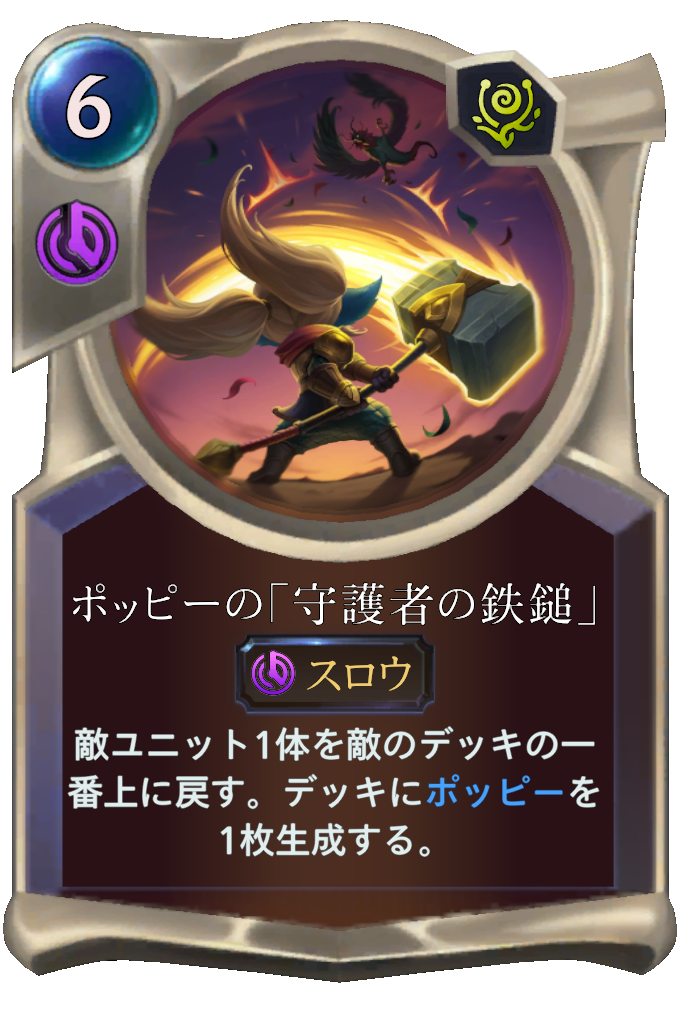 6
ポッピーの「守護者の鉄鎚」
スロウ
敵ユニット1体を敵のデッキの一
番上に戻す。デッキにポッピーを
1枚生成する。